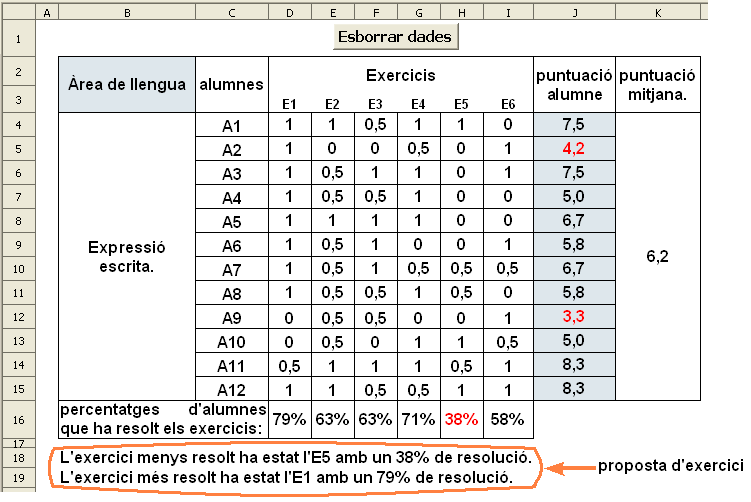 A B C D E F G H I J K
1 Esborrar dades
2 Àrea de llengua alumnes Exercicis puntuació alumne puntuació mitjana.
3 E1 E2 E3 E4 E5 E6
4 A1 1 1 0,5 1 1 0 7,5
5 A2 1 0 0 0,5 0 1 4,2
6 A3 1 0,5 1 1 0 1 7,5
7 A4 1 0,5 0,5 1 0 0 5,0
8 A5 1 1 1 1 0 0 6,7
9 Expressió escrita. A6 1 0,5 1 0 0 1 5,8 6,2
10 A7 1 0,5 1 0,5 0,5 0,5 6,7
11 A8 1 0,5 0,5 1 0,5 0 5,8
12 A9 0 0,5 0,5 0 0 1 3,3
13 A10 0 0,5 0 1 1 0,5 5,0
14 A11 0,5 1 1 1 0,5 1 8,3
15 A12 1 1 0,5 0,5 1 1 8,3
16 percentatges d'alumnes que ha resolt els exercicis: 79% 63% 63% 71% 38% 58%
17
18 L'exercici menys resolt ha estat l'E5 amb un 38% de resolució.
19 L'exercici més resolt ha estat l'E1 amb un 79% de resolució.
proposta d'exercici